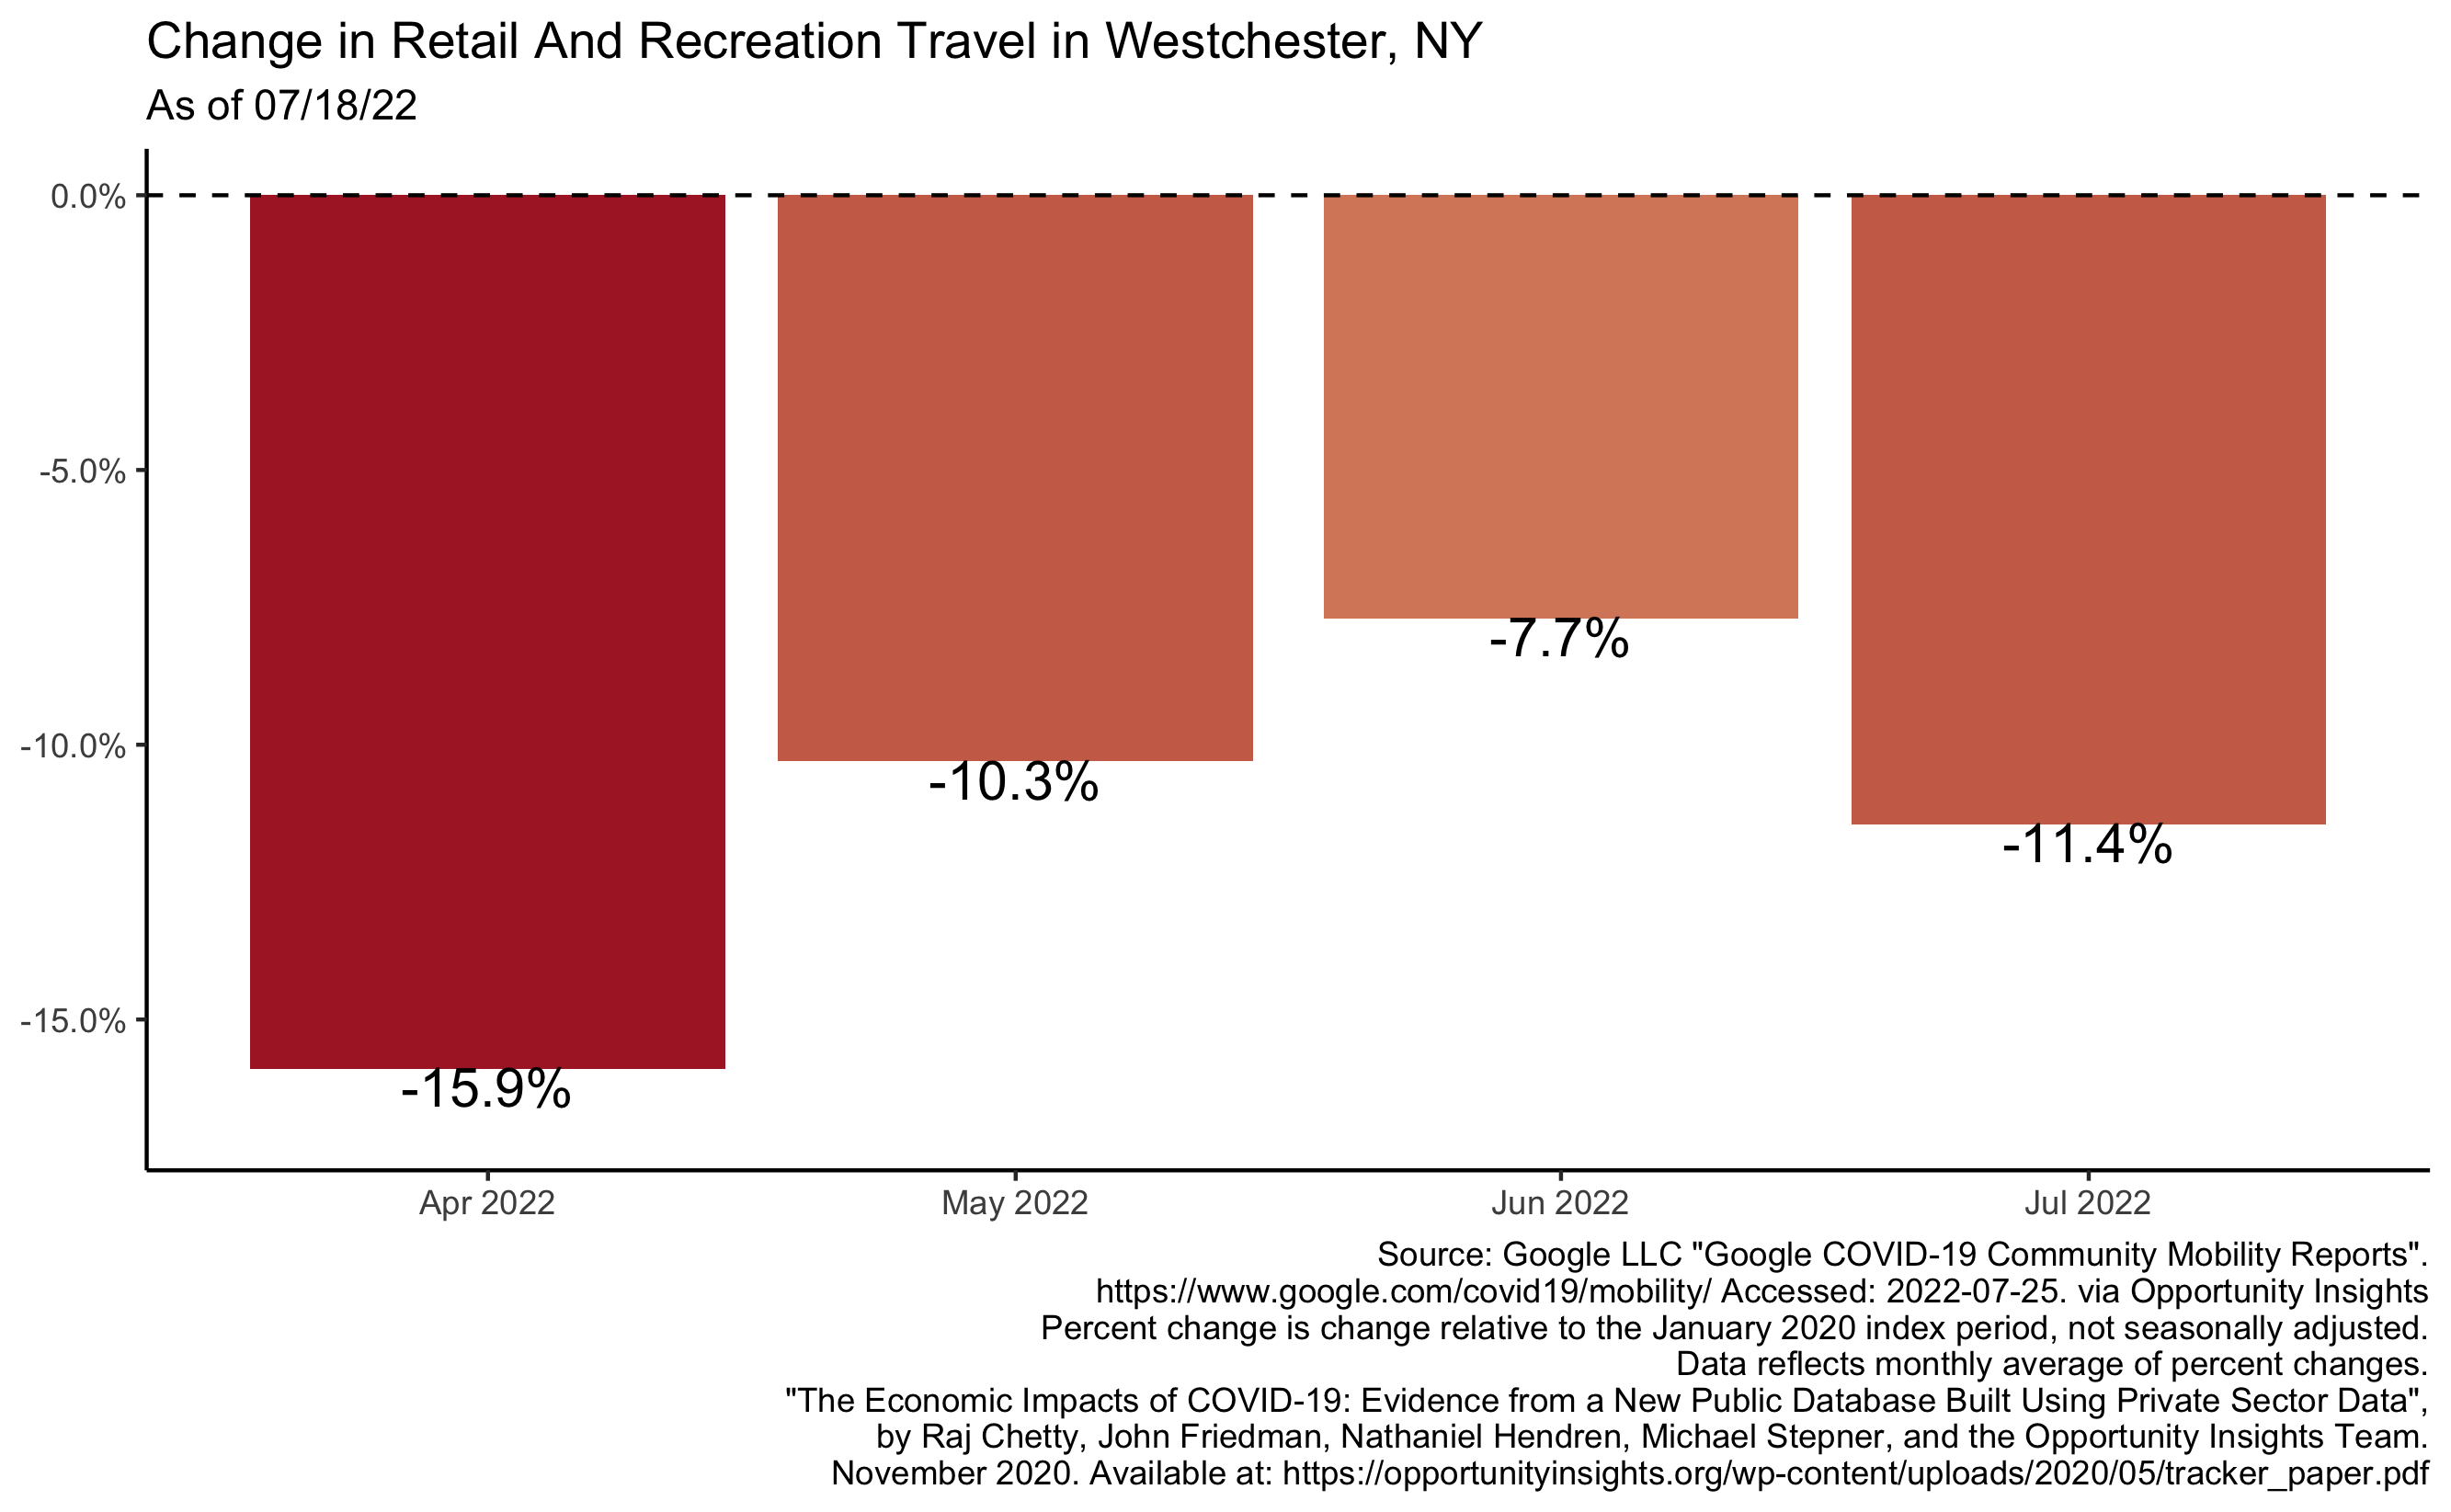 Change in Retail And Recreation Travel in Westchester, NY
As of 07/18/22
0.0%
-5.0%
-10.0%
-15.0%
-15.9%
-10.3%
-7.7%
-11.4%
Apr 2022
May 2022
Jun 2022
Jul 2022
Source: Google LLC "Google COVID-19 Community Mobility Reports".
https://www.google.com/covid19/mobility/ Accessed: 2022-07-25. via Opportunity Insights
Percent change is change relative to the January 2020 index period, not seasonally adjusted.
Data reflects monthly average of percent changes.
"The Economic Impacts of COVID-19: Evidence from a New Public Database Built Using Private Sector Data",
by Raj Chetty, John Friedman, Nathaniel Hendren, Michael Stepner, and the Opportunity Insights Team.
November 2020. Available at: https://opportunityinsights.org/wp-content/uploads/2020/05/tracker_paper.pdf